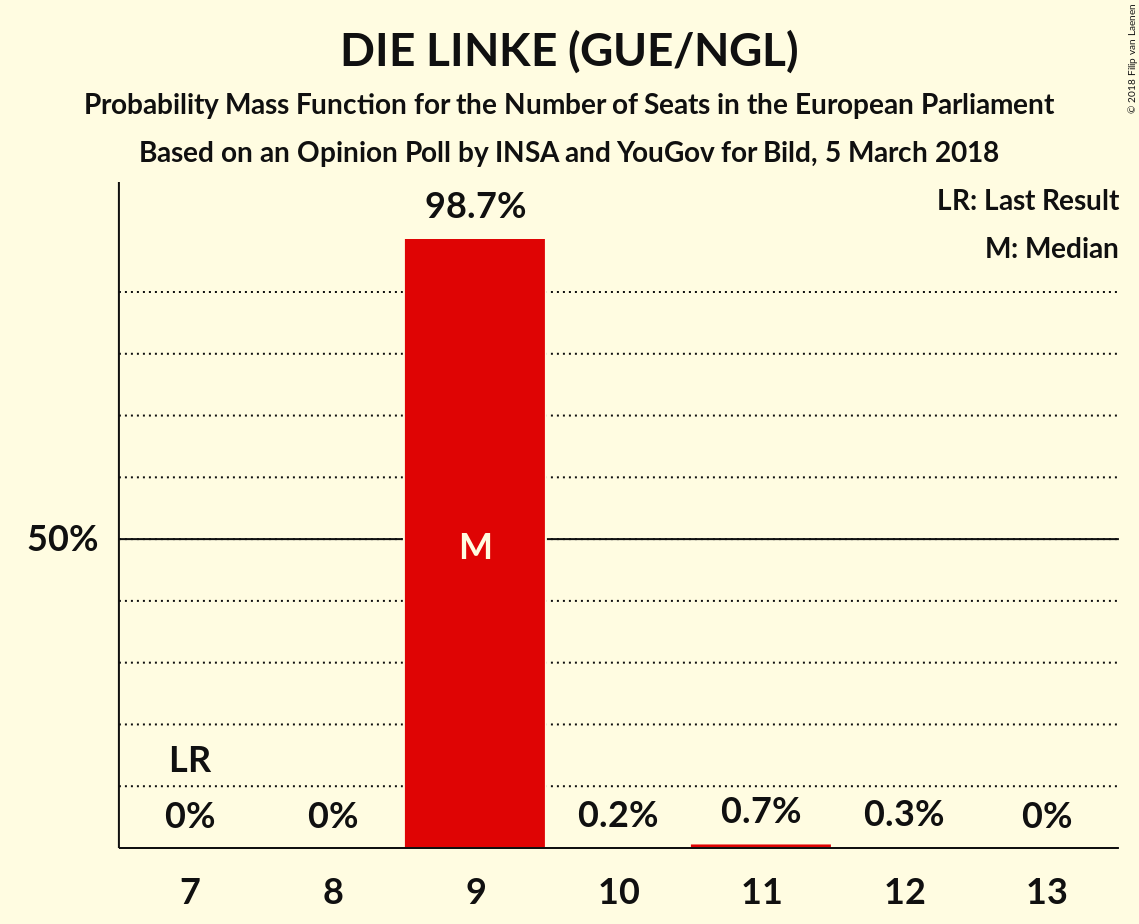 DIE LINKE (GUE/NGL)
Probability Mass Function for the Number of Seats in the European Parliament
Based on an Opinion Poll by INSA and YouGov for Bild, 5 March 2018
© 2018 Filip van Laenen
LR: Last Result
M: Median
98.7%
50%
M
LR
0%
0%
0.2%
0.7%
0.3%
0%
7
8
9
10
11
12
13